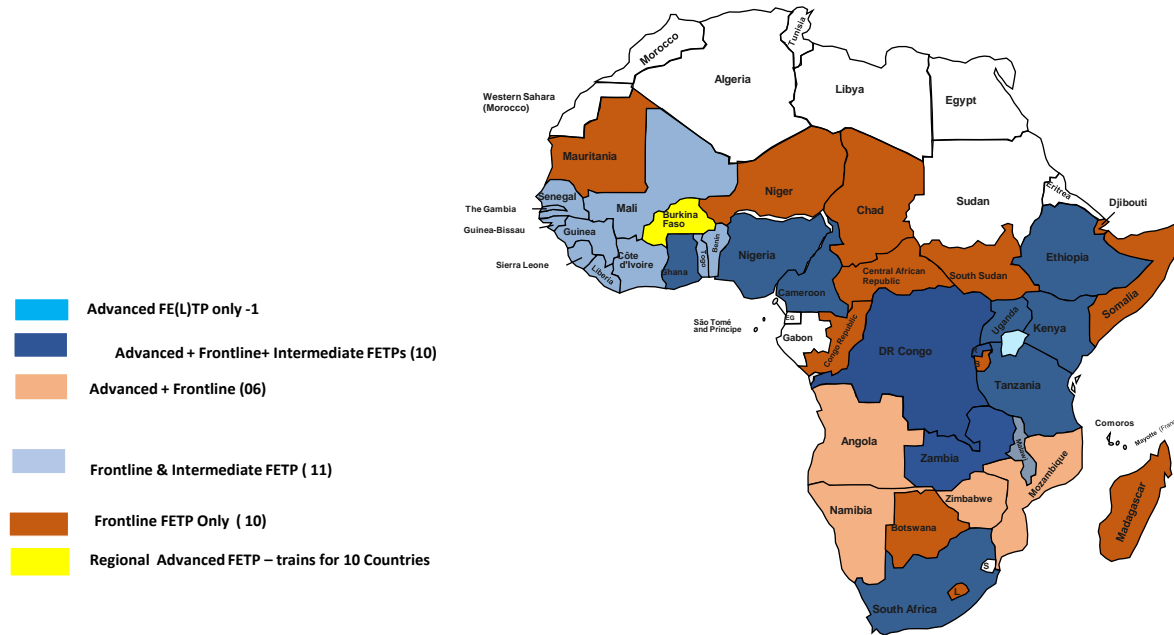 Advanced FE(L)TP only -1
Advanced + Frontline+ Intermediate FETPs (10)
Advanced + Frontline (06)
Frontline & Intermediate FETP ( 11)
Frontline FETP Only ( 10)
Regional Advanced FETP – trains for 10 Countries
Morocco
Tunisia
Algeria
Libya
Egypt
Western Sahara
(Morocco)
Mauritania
Mali
Niger
Chad
Sudan
Eritrea
Djibouti
Senegal
The Gambia
Guinea-Bissau
Guinea
Sierra Leone
Liberia
Côte
d'Ivoire
Burkina
Faso
Ghana
Togo
Benin
Nigeria
Cameroon
Central African
Republic
South Sudan
Ethiopia
Somalia
EG
São Tomé
and Príncipe
Gabon
Congo Republic
DR Congo
Uganda
Kenya
R
B
Tanzania
Comoros
Mayotte (Fran
Angola
Zambia
Malawi
Mozambique
Zimbabwe
Namibia
Botswana
Madagascar
S
L
South Africa